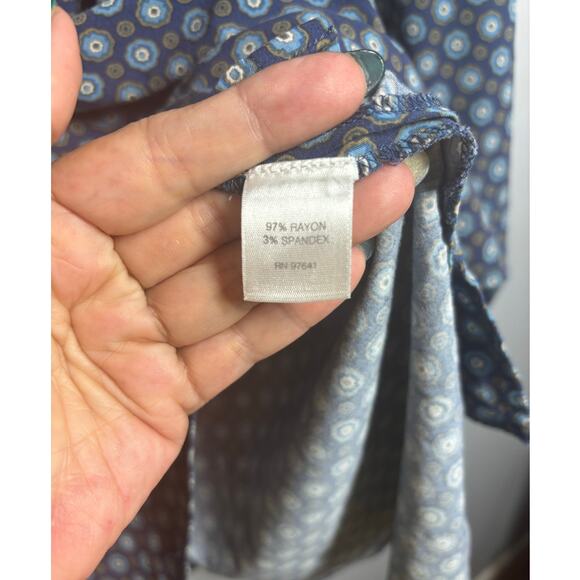 97% RAYON
3% SPANDEX
RN 97641